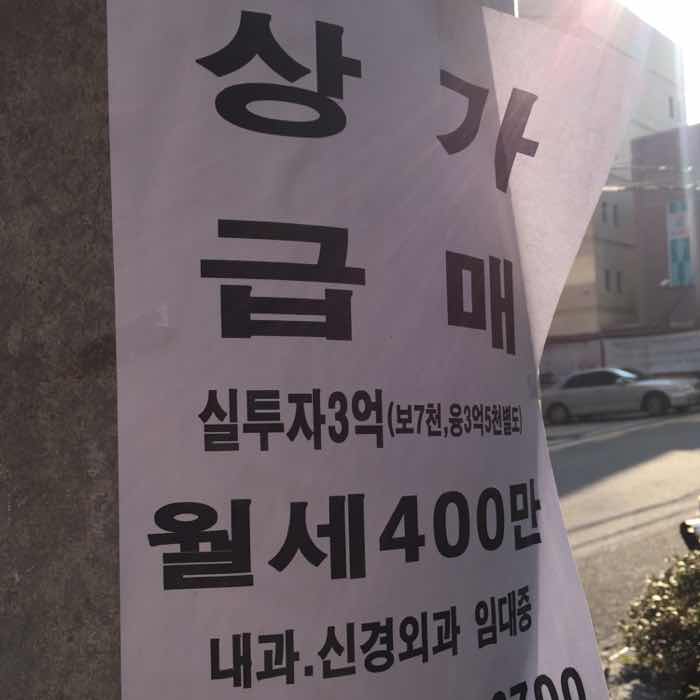 상가
급매
실투자3억(보7천,융3억5천별도)
월세400만
내과.신경외과 임대중